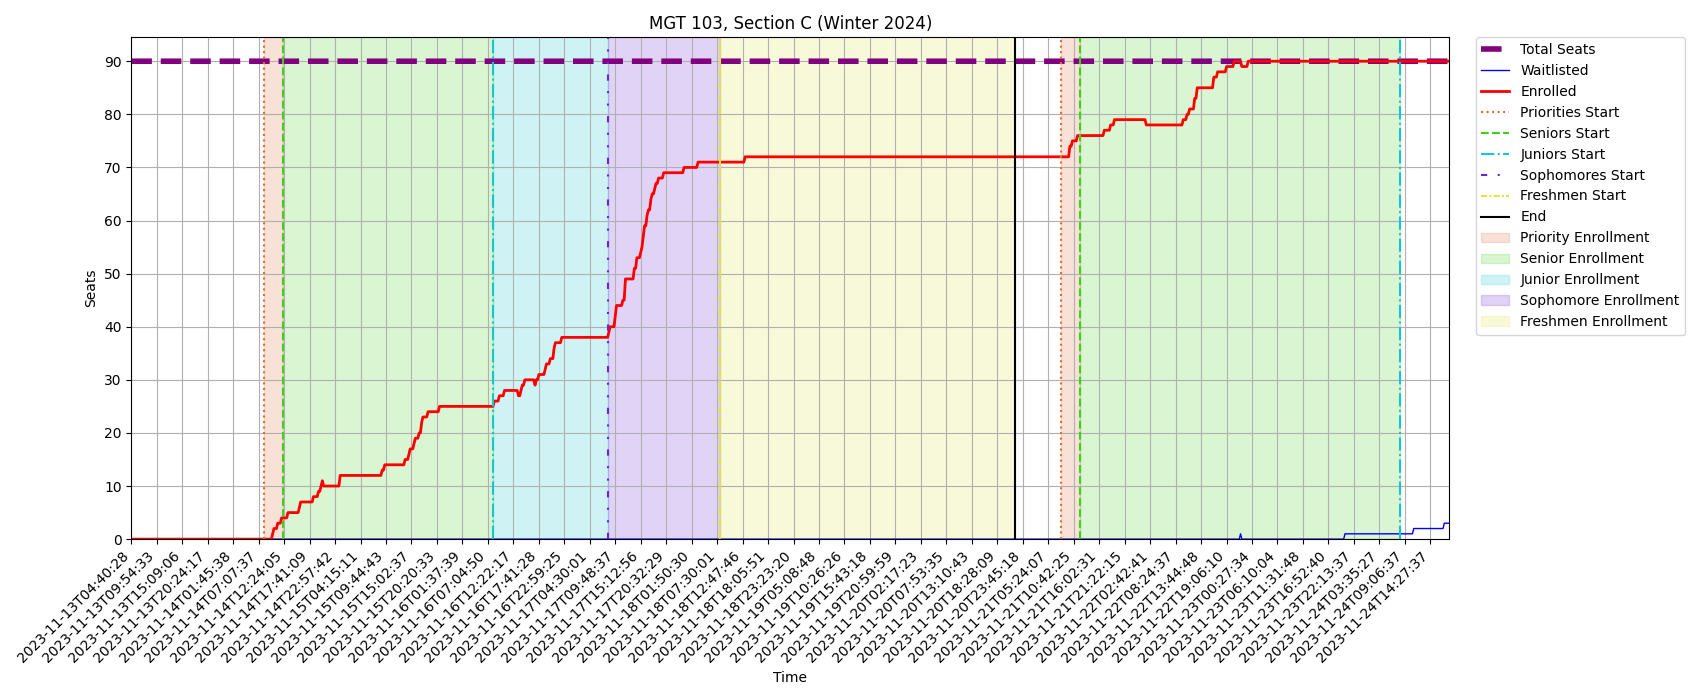 MGT 103, Section C (Winter 2024)
Total Seats
Waitlisted
Enrolled
Priorities Start
Seniors Start
Juniors Start
Sophomores Start
Freshmen Start
End
Priority Enrollment
Senior Enrollment
Junior Enrollment
Sophomore Enrollment
Freshmen Enrollment
Seats
90
80
70
60
50
40
30
20
10
0
2023-11-13T04:40:28
2023-11-13T09:54:33
2023-11-13T15:09:06
2023-11-13T20:24:17
2023-11-14T01:45:38
2023-11-14T07:07:37
2023-11-14T12:24:05
2023-11-14T17:41:09
2023-11-14T22:57:42
2023-11-15T04:15:11
2023-11-15T09:44:43
2023-11-15T15:02:37
2023-11-15T20:20:33
2023-11-16T01:37:39
2023-11-16T07:04:50
2023-11-16T12:22:17
2023-11-16T17:41:28
2023-11-16T22:59:25
2023-11-17T04:30:01
2023-11-17T09:48:37
2023-11-17T15:12:56
2023-11-17T20:32:29
2023-11-18T01:50:30
2023-11-18T07:30:01
2023-11-18T12:47:46
2023-11-18T18:05:51
2023-11-18T23:23:20
2023-11-19T05:08:48
2023-11-19T10:26:26
2023-11-19T15:43:18
2023-11-19T20:59:59
2023-11-20T02:17:23
2023-11-20T07:53:35
2023-11-20T13:10:43
2023-11-20T18:28:09
2023-11-20T23:45:18
2023-11-21T05:24:07
2023-11-21T10:42:25
2023-11-21T16:02:31
2023-11-21T21:22:15
2023-11-22T02:42:41
2023-11-22T08:24:37
2023-11-22T13:44:48
2023-11-22T19:06:10
2023-11-23T00:27:34
2023-11-23T06:10:04
2023-11-23T11:31:48
2023-11-23T16:52:40
2023-11-23T22:13:37
2023-11-24T03:35:27
2023-11-24T09:06:37
2023-11-24T14:27:37
Time